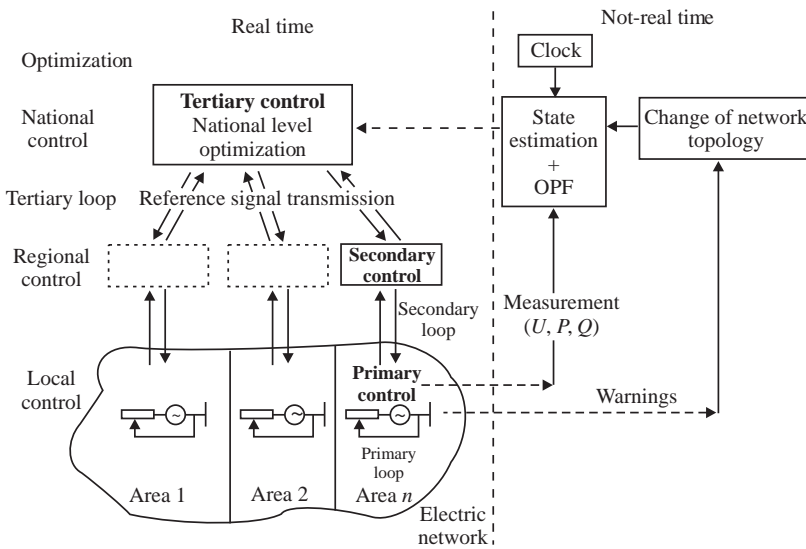 Real time
Not-real time
Optimization
Clock
National
control
Tertiary control
National level
optimization
State
estimation
+
OPF
Change of network
topology
Tertiary loop
Reference signal transmission
Regional
control
Secondary
control
Secondary
loop
Measurement
(U, P, Q)
Local
control
Primary
control
Warnings
~
~
~
Primary
loop
Area 1
Area 2
Area n
Electric
network